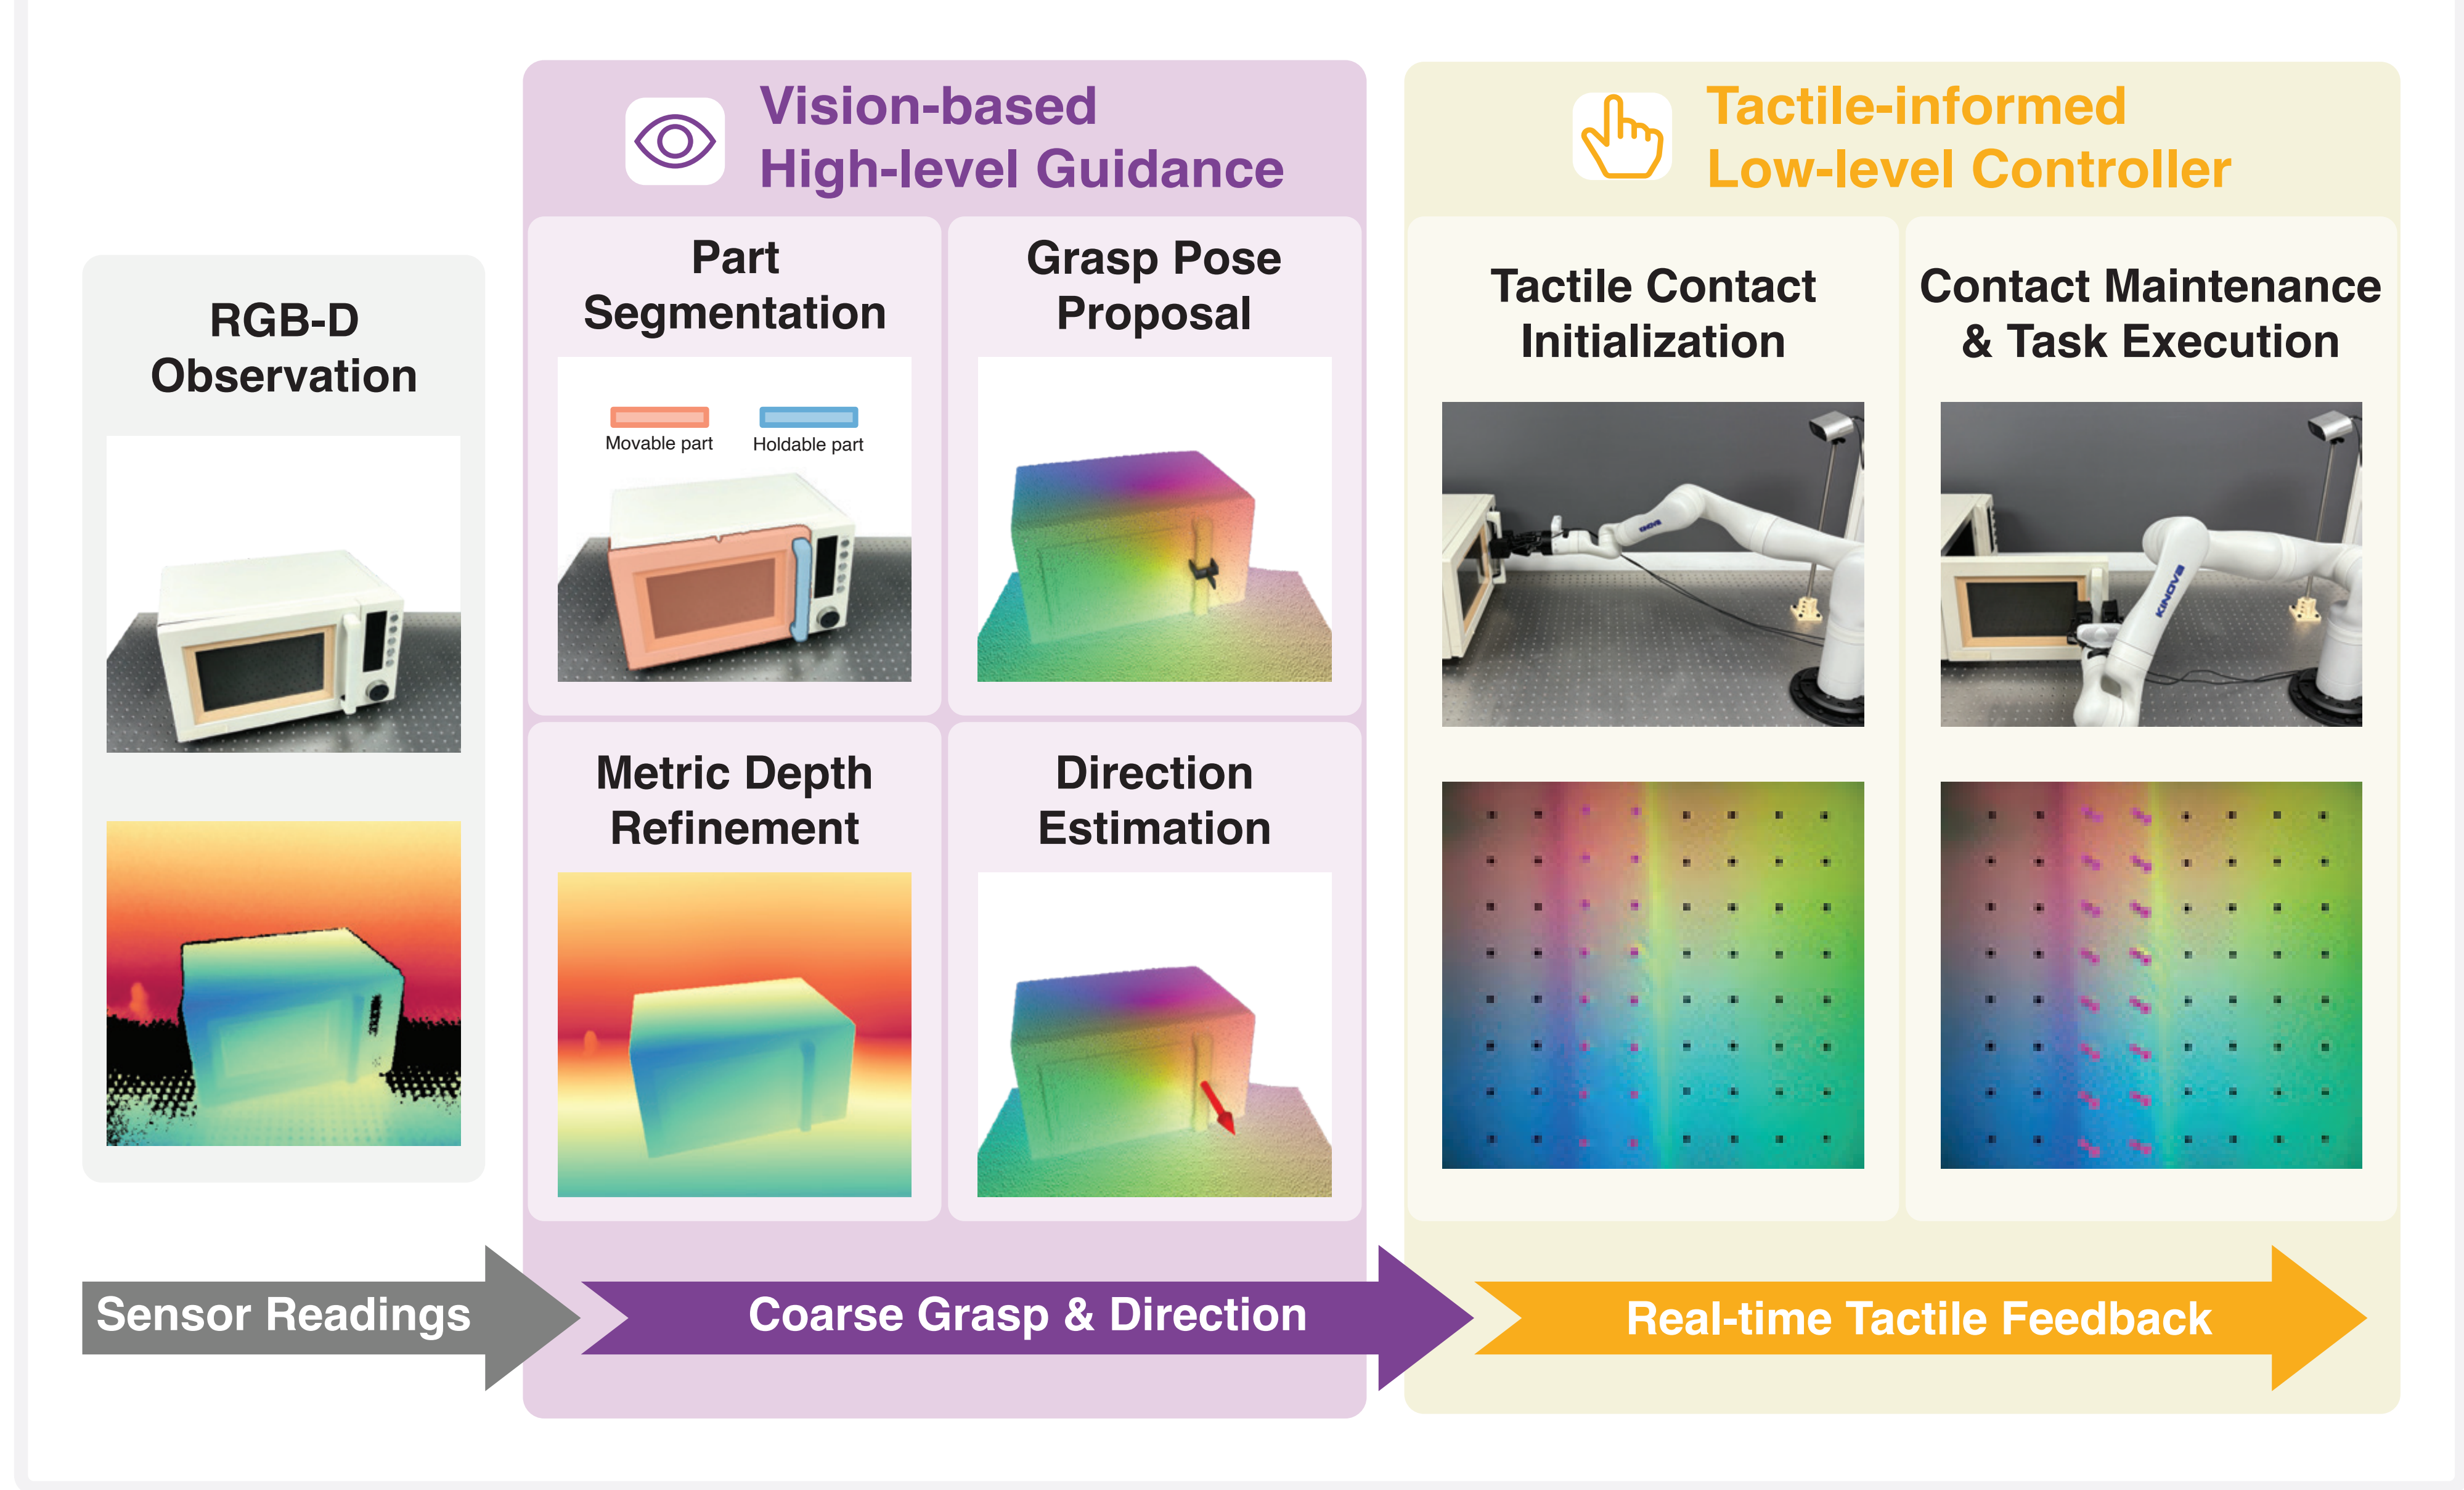 Vision-based
High-level Guidance
Tactile-informed
Low-level Controller
RGB-D
Observation
Part
Segmentation
Movable part
Holdable part
Grasp Pose
Proposal
Metric Depth
Refinement
Direction
Estimation
Tactile Contact
Initialization
KINOVA
Contact Maintenance
& Task Execution
KINOVA
Sensor Readings
Coarse Grasp & Direction
Real-time Tactile Feedback